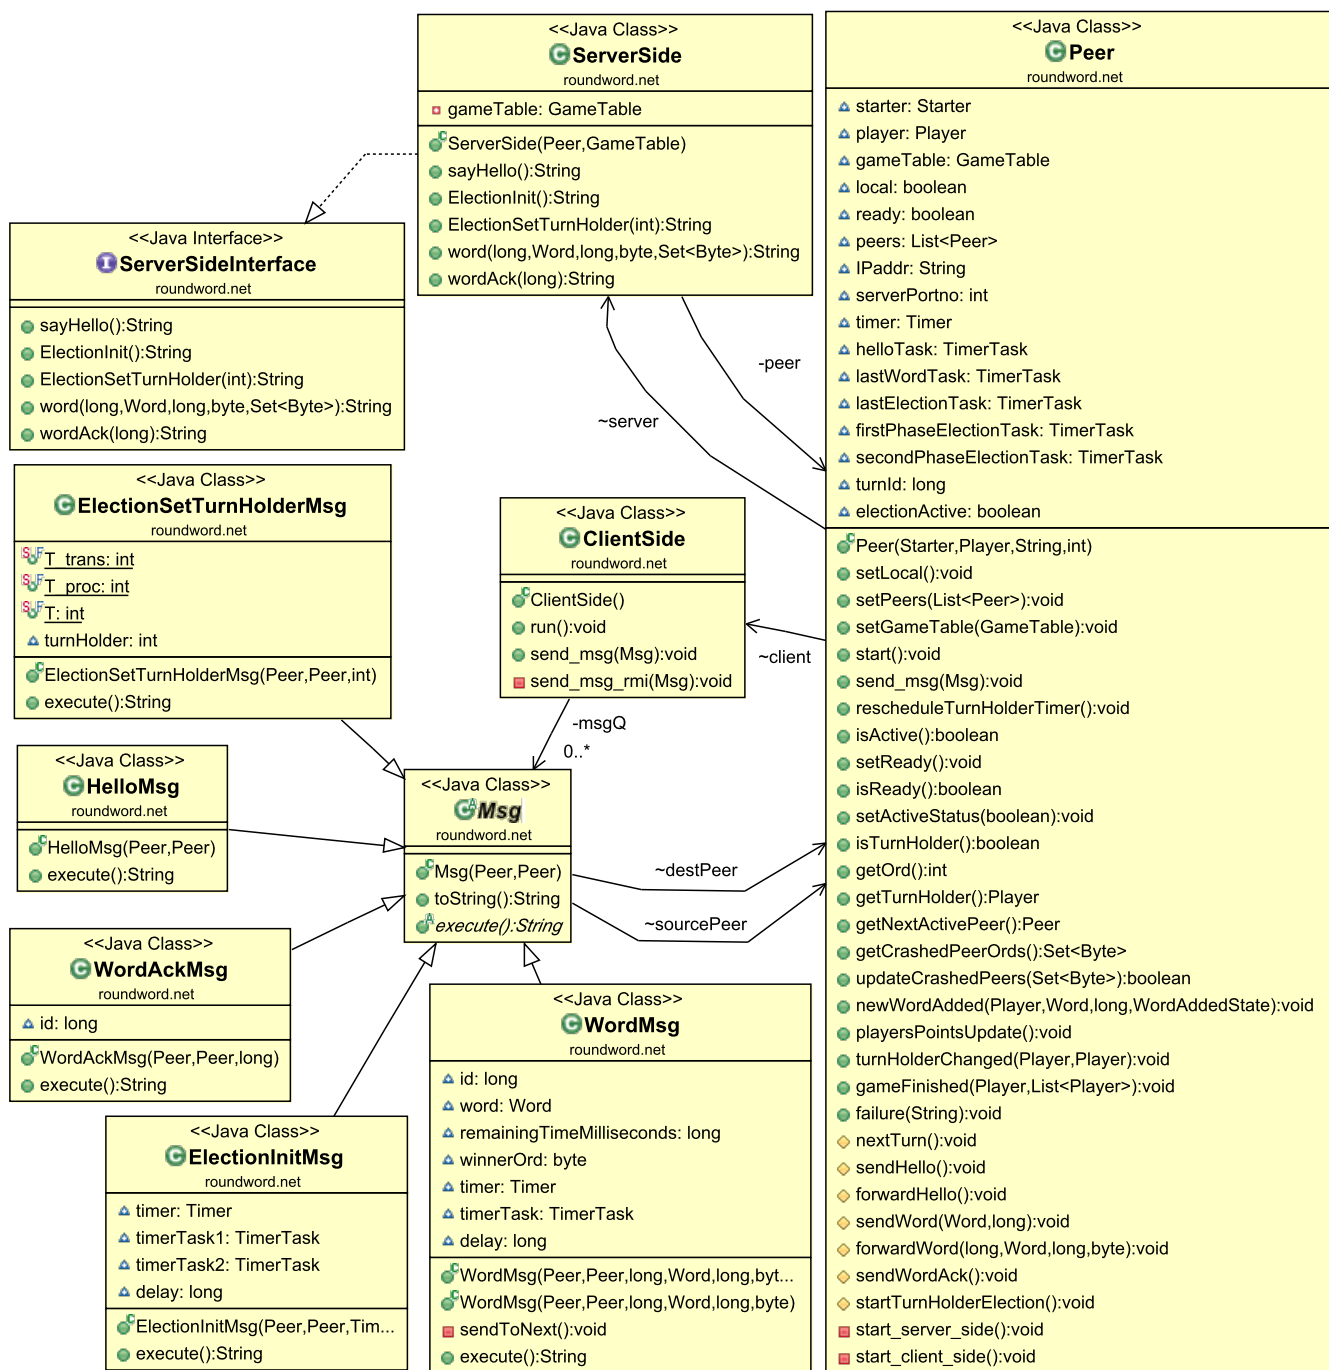 <<Java Class>>
ServerSide
roundword.net
gameTable: GameTable
ServerSide(Peer,GameTable)
sayHello():String
ElectionInit():String
ElectionSetTurnHolder(int):String
word(long,Word,long,byte,Set<Byte>):String
wordAck(long):String
<<Java Class>>
Peer
roundword.net
starter: Starter
player: Player
gameTable: GameTable
local: boolean
ready: boolean
peers: List<Peer>
IPaddr: String
serverPortno: int
timer: Timer
helloTask: TimerTask
lastWordTask: TimerTask
lastElectionTask: TimerTask
firstPhaseElectionTask: TimerTask
secondPhaseElectionTask: TimerTask
turnId: long
electionActive: boolean
Peer(Starter,Player,String,int)
setLocal():void
setPeers(List<Peer>):void
setGameTable(GameTable):void
start():void
send_msg(Msg):void
rescheduleTurnHolderTimer():void
isActive():boolean
setReady():void
isReady():boolean
setActiveStatus(boolean):void
isTurnHolder():boolean
getOrd():int
getTurnHolder():Player
getNextActivePeer():Peer
getCrashedPeerOrds():Set<Byte>
updateCrashedPeers(Set<Byte>):boolean
newWordAdded(Player,Word,long,WordAddedState):void
playersPointsUpdate():void
turnHolderChanged(Player,Player):void
gameFinished(Player,List<Player>):void
failure(String):void
nextTurn():void
sendHello():void
forwardHello():void
sendWord(Word,long):void
forwardWord(long,Word,long,byte):void
sendWordAck():void
startTurnHolderElection():void
start_server_side():void
start_client_side():void
<<Java Interface>>
ServerSideInterface
roundword.net
sayHello():String
ElectionInit():String
ElectionSetTurnHolder(int):String
word(long,Word,long,byte,Set<Byte>):String
wordAck(long):String
-peer
~server
<<Java Class>>
ElectionSetTurnHolderMsg
roundword.net
T_trans: int
T_proc: int
T: int
turnHolder: int
ElectionSetTurnHolderMsg(Peer,Peer,int)
execute():String
<<Java Class>>
ClientSide
roundword.net
ClientSide()
run():void
send_msg(Msg):void
send_msg_rmi(Msg):void
~client
-msgQ
0..*
<<Java Class>>
HelloMsg
roundword.net
HelloMsg(Peer,Peer)
execute():String
<<Java Class>>
Msg
roundword.net
Msg(Peer,Peer)
toString():String
execute():String
~destPeer
~sourcePeer
<<Java Class>>
WordAckMsg
roundword.net
id: long
WordAckMsg(Peer,Peer,long)
execute():String
<<Java Class>>
WordMsg
roundword.net
id: long
word: Word
remainingTimeMilliseconds: long
winnerOrd: byte
timer: Timer
timerTask: TimerTask
delay: long
WordMsg(Peer,Peer,long,Word,long,byt...
WordMsg(Peer,Peer,long,Word,long,byte)
sendToNext():void
execute():String
<<Java Class>>
ElectionInitMsg
roundword.net
timer: Timer
timerTask1: TimerTask
timerTask2: TimerTask
delay: long
ElectionInitMsg(Peer,Peer,Tim...
execute():String